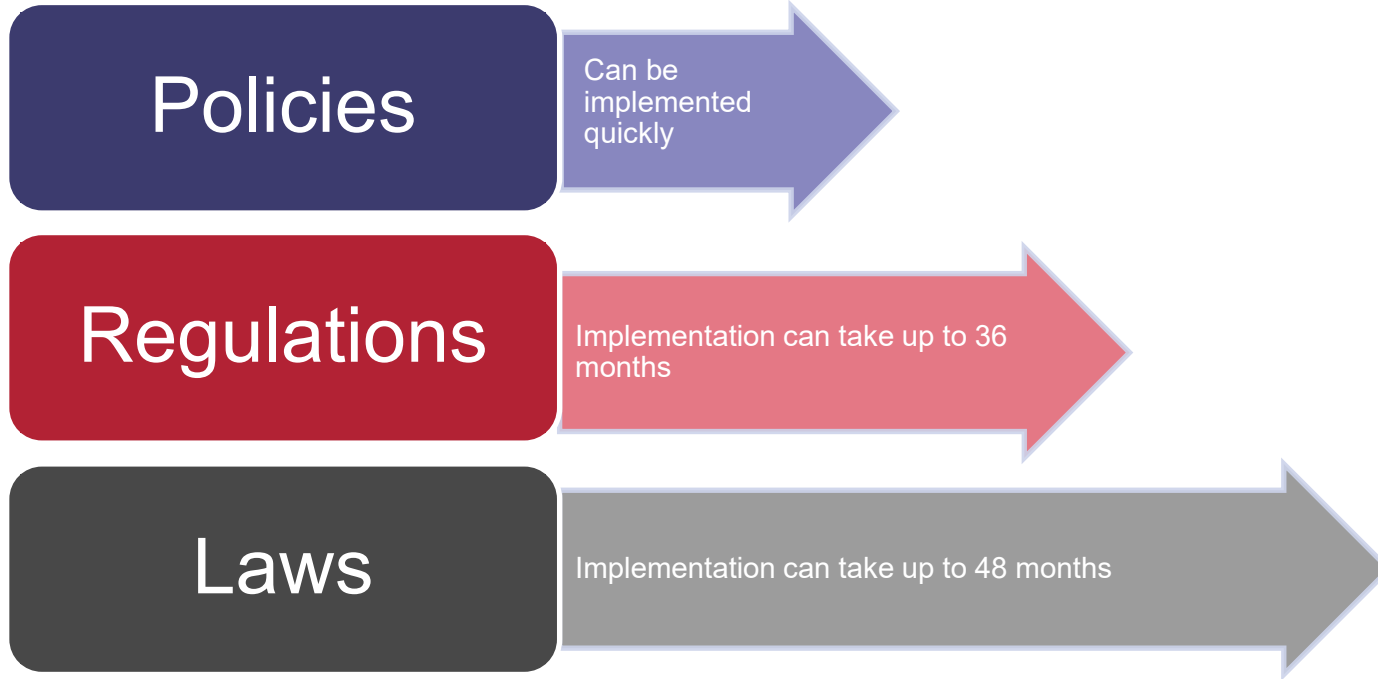 Policies
Can be
implemented
quickly
Regulations
Implementation can take up to 36
months
Laws
Implementation can take up to 48 months